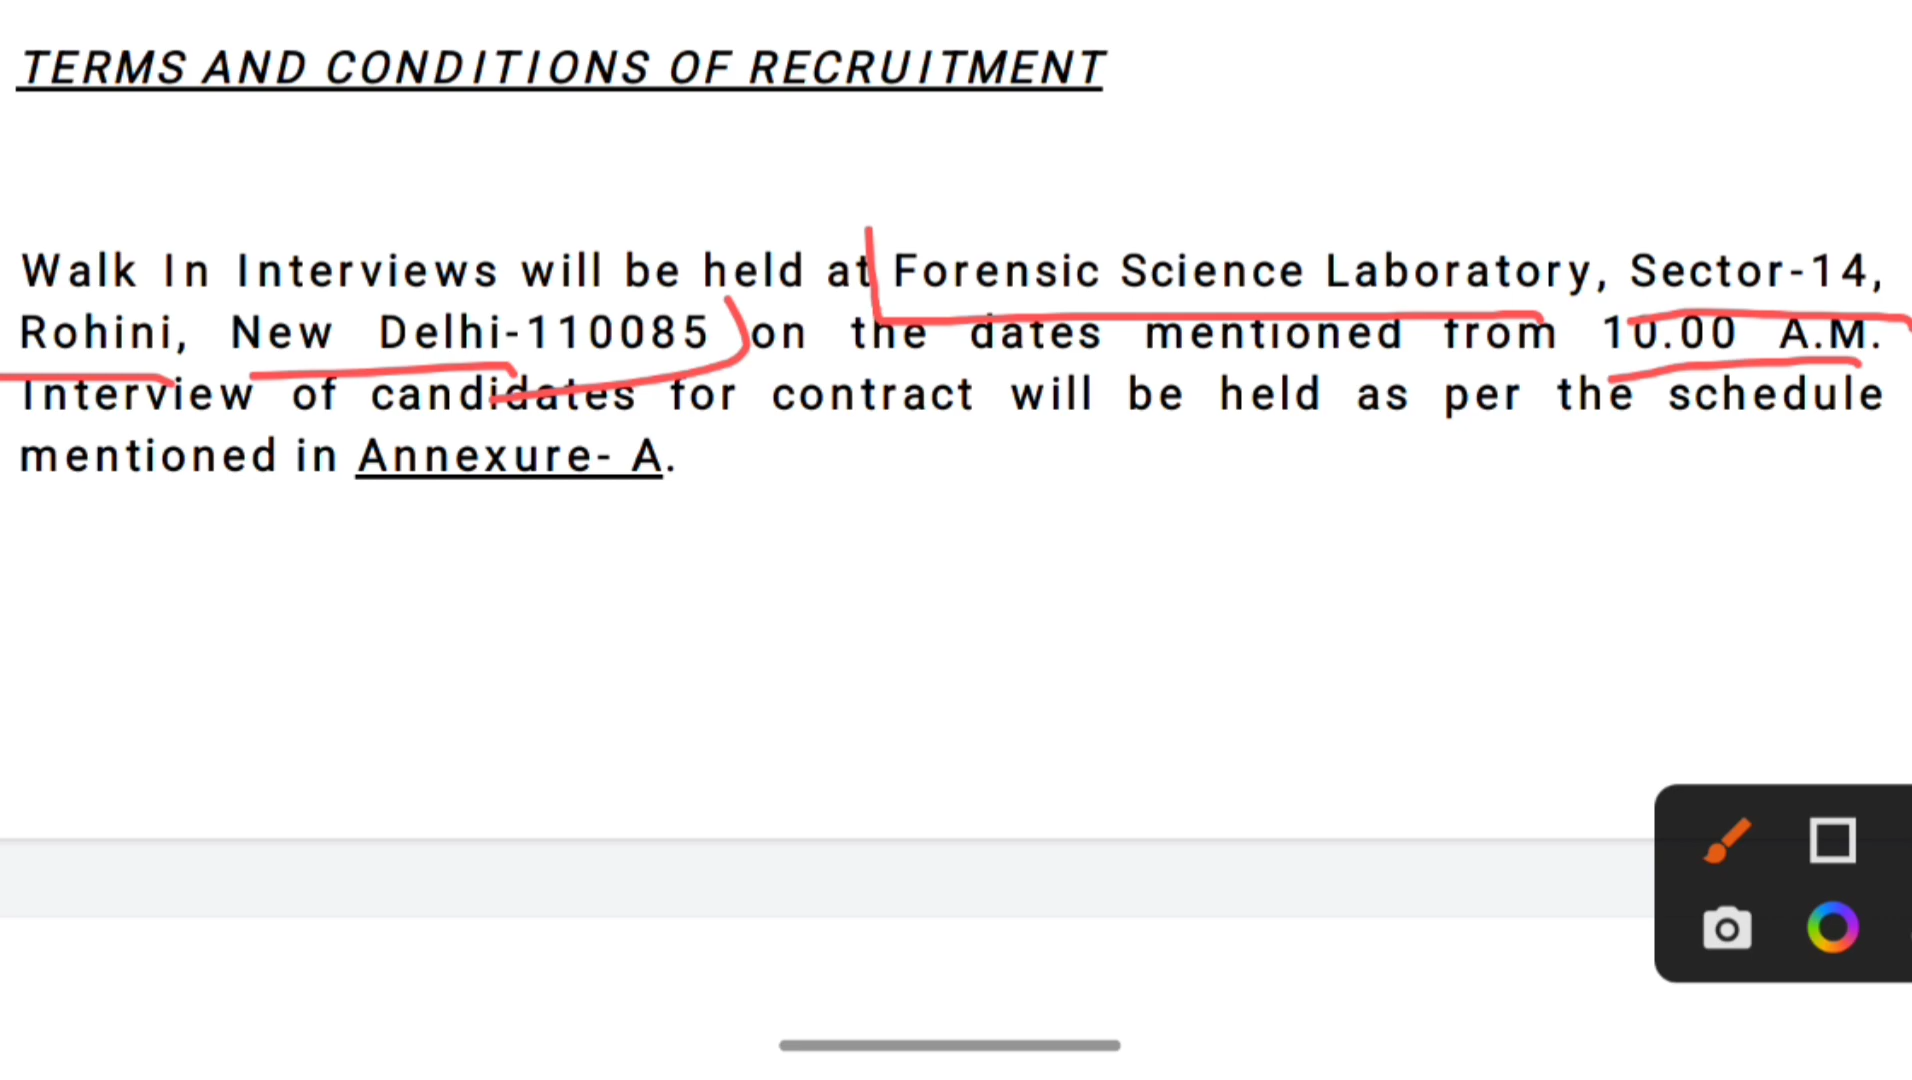 TERMS AND CONDITIONS OF RECRUITMENT
Walk In Interviews will be held at Forensic Science Laboratory, Sector-14,
Rohini, New Delhi-110085 on the dates mentioned from 10.00 A.M.
Interview of candidates for contract will be held as per the schedule
mentioned in Annexure- A.